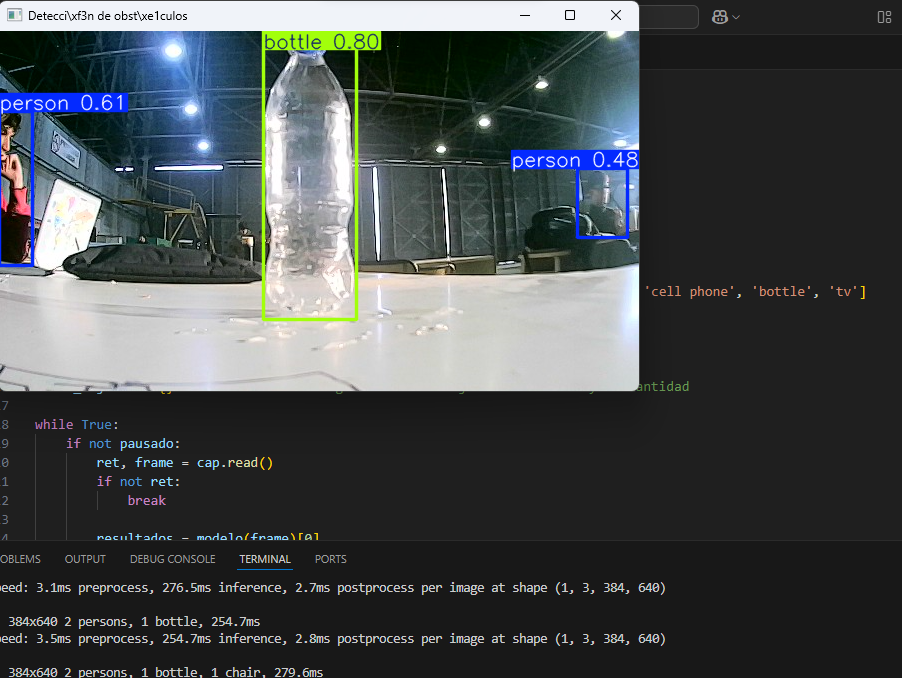 Detecci\xf3n de obst\xe1culos
bottle 0.80
person 0.61
person 0.48
'cell phone', 'bottle', 'tv']
antidad
7
8 while True:
9 if not pausado:
0 ret, frame = cap.read()
1 if not ret:
2 break
3
4 resultados = modelo(frame)[0]
OBLEMS OUTPUT DEBUG CONSOLE TERMINAL PORTS
eed: 3.1ms preprocess, 276.5ms inference, 2.7ms postprocess per image at shape (1, 3, 384, 640)
384x640 2 persons, 1 bottle, 254.7ms
eed: 3.5ms preprocess, 254.7ms inference, 2.8ms postprocess per image at shape (1, 3, 384, 640)
384x640 2 persons, 1 bottle, 1 chair, 279.6ms